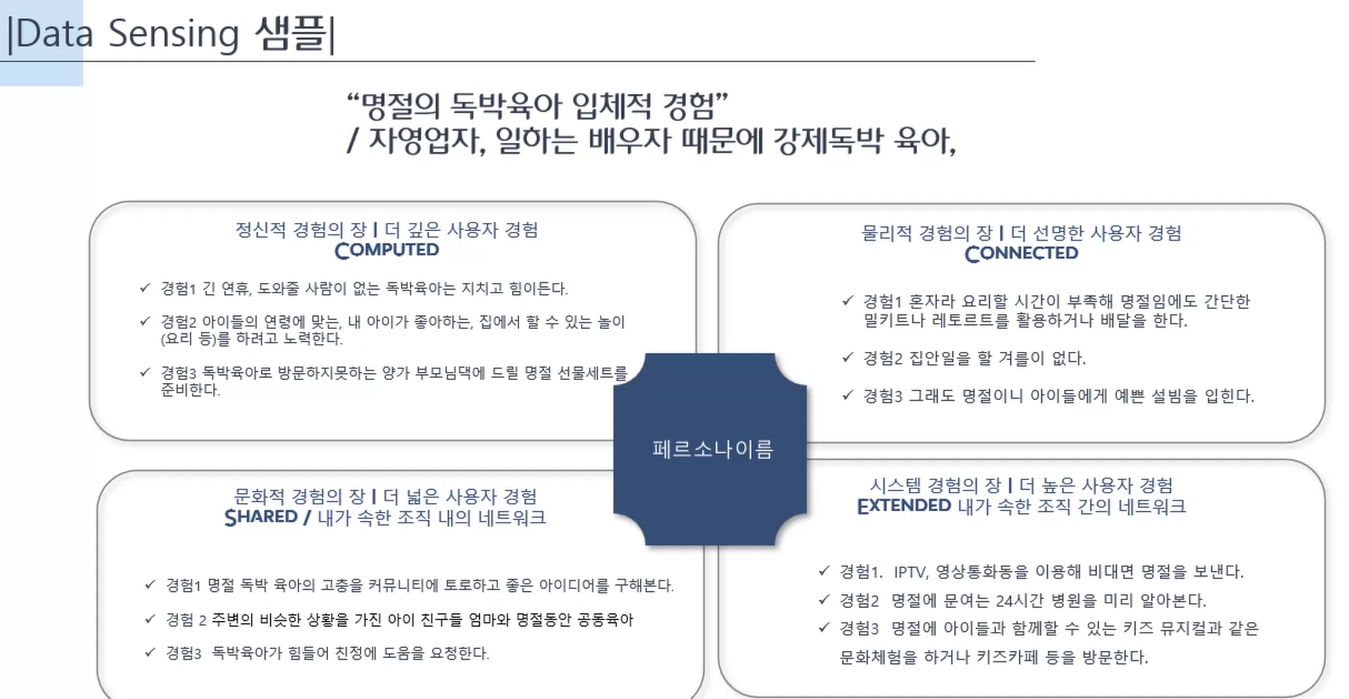 |Data Sensing 샘플|
“명절의 독박육아 입체적 경험”
/ 자영업자, 일하는 배우자 때문에 강제독박 육아,
정신적 경험의 장 | 더 깊은 사용자 경험
COMPUTED
✓ 경험1 긴 연휴, 도와줄 사람이 없는 독박육아는 지치고 힘이든다.
✓ 경험2 아이들의 연령에 맞는, 내 아이가 좋아하는, 집에서 할 수 있는 놀이
(요리 등)를 하려고 노력한다.
✓ 경험3 독박육아로 방문하지못하는 양가 부모님댁에 드릴 명절 선물세트를
준비한다.
물리적 경험의 장 | 더 선명한 사용자 경험
CONNECTED
✓ 경험1 혼자라 요리할 시간이 부족해 명절임에도 간단한
밀키트나 레토르트를 활용하거나 배달을 한다.
✓ 경험2 집안일을 할 겨를이 없다.
✓ 경험3 그래도 명절이니 아이들에게 예쁜 설빔을 입힌다.
페르소나이름
문화적 경험의 장 | 더 넓은 사용자 경험
SHARED / 내가 속한 조직 내의 네트워크
✓ 경험1 명절 독박 육아의 고충을 커뮤니티에 토로하고 좋은 아이디어를 구해본다.
✓ 경험 2 주변의 비슷한 상황을 가진 아이 친구들 엄마와 명절동안 공동육아
✓ 경험3 독박육아가 힘들어 친정에 도움을 요청한다.
시스템 경험의 장 | 더 높은 사용자 경험
EXTENDED 내가 속한 조직 간의 네트워크
✓ 경험1. IPTV, 영상통화동을 이용해 비대면 명절을 보낸다.
✓ 경험2 명절에 문여는 24시간 병원을 미리 알아본다.
✓ 경험3 명절에 아이들과 함께할 수 있는 키즈 뮤지컬과 같은
문화체험을 하거나 키즈카페 등을 방문한다.